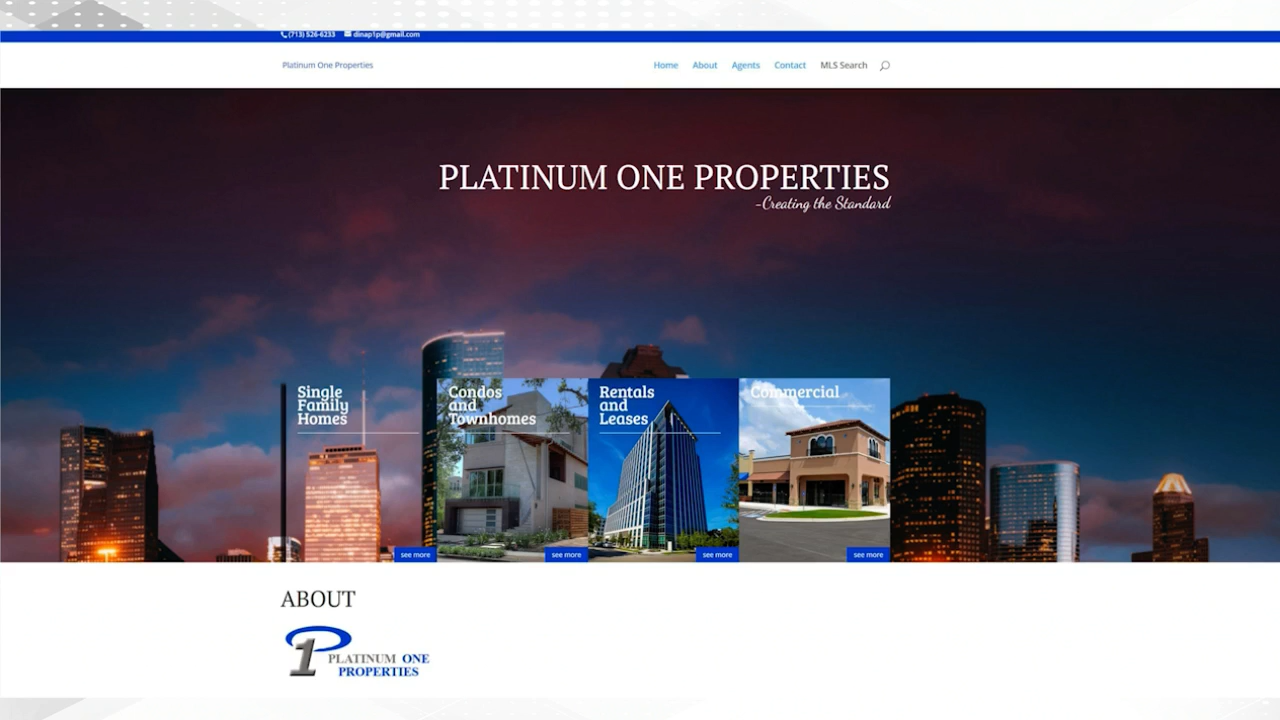 (713) 526-6233 dinap1p@gmail.com
Platinum One Properties
Home About Agents Contact MLS Search
PLATINUM ONE PROPERTIES
-Creating the Standard
Single
Family
Homes
see more
Condos
and
Townhomes
see more
Rentals
and
Leases
see more
Commercial
see more
ABOUT
P1 PLATINUM ONE
PROPERTIES